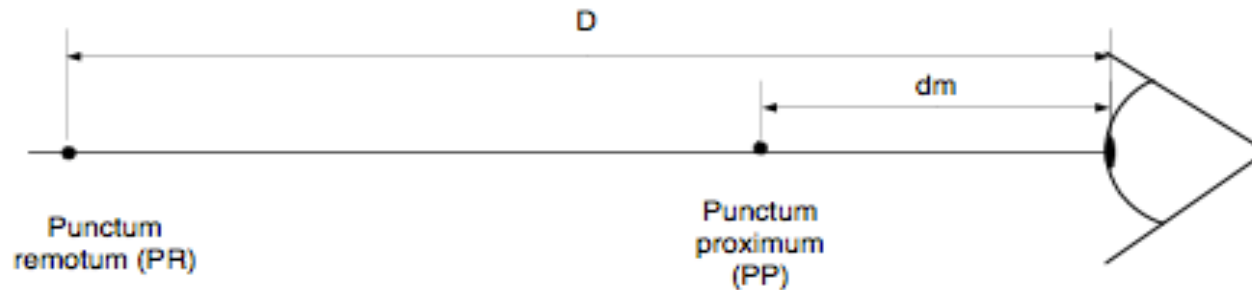 D
dm
Punctum
remotum (PR)
Punctum
proximum
(PP)